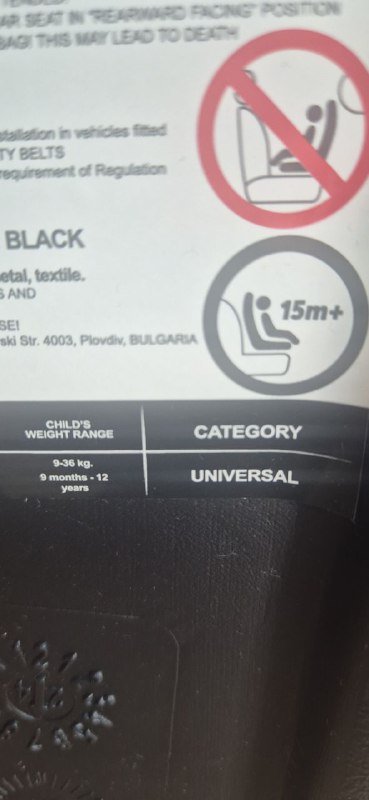 AR SEAT IN "REARWARD FACING" POSITION
BAG! THIS MAY LEAD TO DEATH
stallation in vehicles fitted
TY BELTS
requirement of Regulation
BLACK
etal, textile.
S AND
SE!
ski Str. 4003, Plovdiv, BULGARIA
15m+
CHILD'S
WEIGHT RANGE
CATEGORY
9-36 kg.
9 months - 12
years
UNIVERSAL